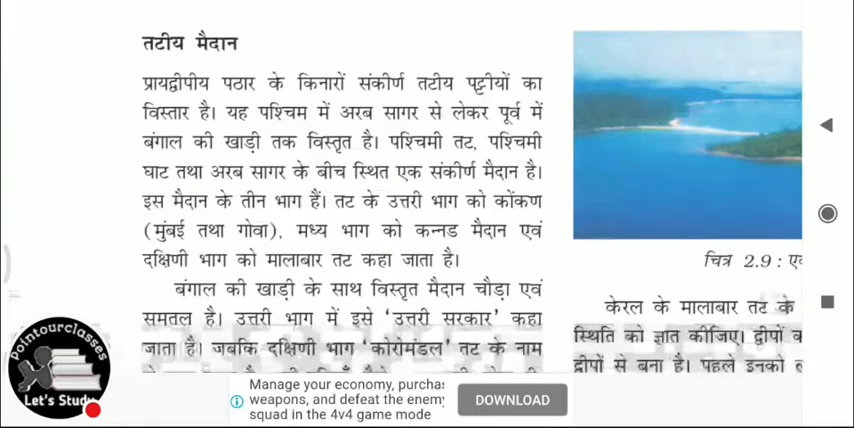 तटीय मैदान
प्रायद्वीपीय पठार के किनारों संकीर्ण तटीय पट्टीयों का
विस्तार है। यह पश्चिम में अरब सागर से लेकर पूर्व में
बंगाल की खाड़ी तक विस्तृत है। पश्चिमी तट, पश्चिमी
घाट तथा अरब सागर के बीच स्थित एक संकीर्ण मैदान है।
इस मैदान के तीन भाग हैं। तट के उत्तरी भाग को कोंकण
(मुंबई तथा गोवा), मध्य भाग को कन्नड मैदान एवं
दक्षिणी भाग को मालाबार तट कहा जाता है।
बंगाल की खाड़ी के साथ विस्तृत मैदान चौड़ा एवं
समतल है। उत्तरी भाग में इसे 'उत्तरी सरकार' कहा
जाता है। जबकि दक्षिणी भाग 'कोरोमंडल' तट के नाम
चित्र 2.9 :
केरल के मालाबार तट के
स्थिति को ज्ञात कीजिए। द्वीपों
द्वीपों से बना है। पहले इनको
Pointourclasses
Let's Study
Manage your economy, purchas
weapons, and defeat the enemy
squad in the 4v4 game mode
DOWNLOAD